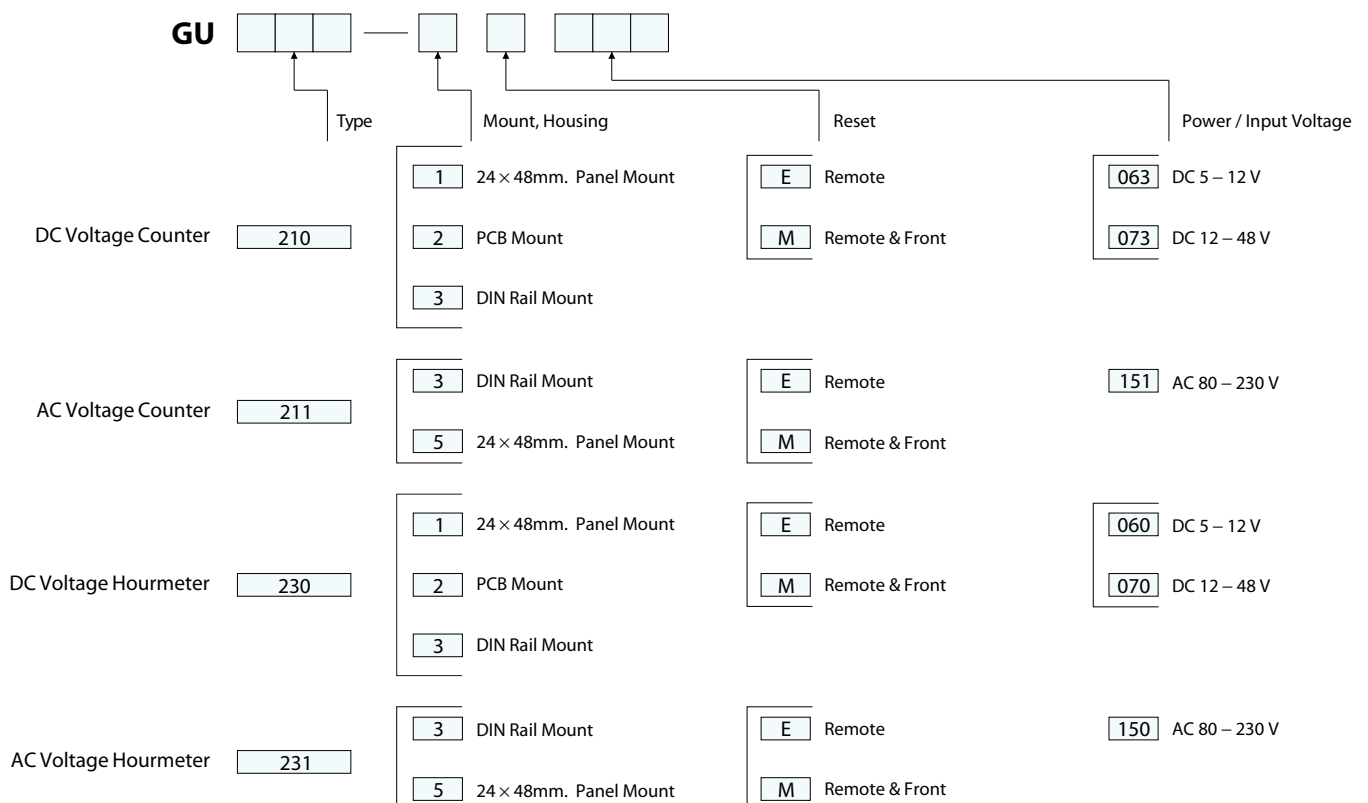 GU
Type Mount, Housing Reset Power / Input Voltage
1 24 × 48mm. Panel Mount E Remote 063 DC 5 – 12 V
DC Voltage Counter 210 2 PCB Mount M Remote & Front 073 DC 12 – 48 V
3 DIN Rail Mount
3 DIN Rail Mount E Remote 151 AC 80 – 230 V
AC Voltage Counter 211
5 24 × 48mm. Panel Mount M Remote & Front
1 24 × 48mm. Panel Mount E Remote 060 DC 5 – 12 V
DC Voltage Hourmeter 230 2 PCB Mount M Remote & Front 070 DC 12 – 48 V
3 DIN Rail Mount
3 DIN Rail Mount E Remote 150 AC 80 – 230 V
AC Voltage Hourmeter 231
5 24 × 48mm. Panel Mount M Remote & Front